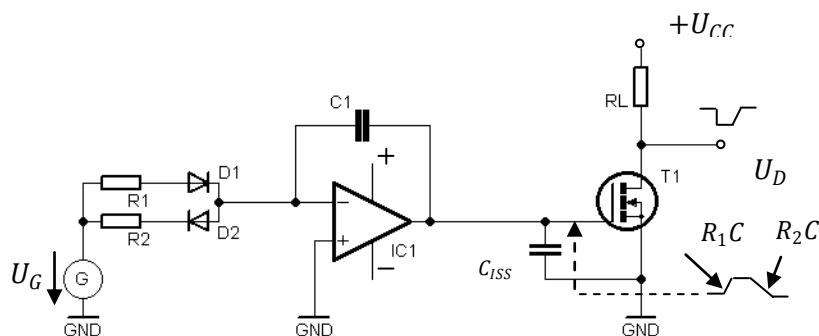 +U_CC
RL
C1
U_D
D1
T1
R1
R2
D2
+
−
+
IC1
−
C_ISS
R_1C
R_2C
U_G
G
GND
GND
GND